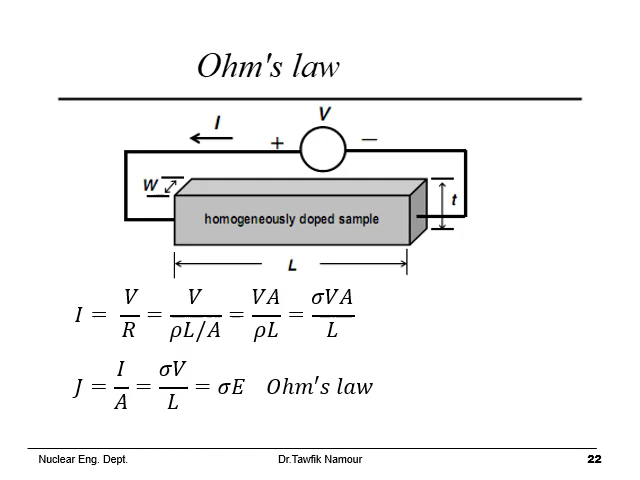 Ohm's law
V
I
+ −
W
t
homogeneously doped sample
L
I = V/R = V/(ρL/A) = VA/(ρL) = σVA/L
J = I/A = σV/L = σE Ohm's law
Nuclear Eng. Dept. Dr.Tawfik Namour 22